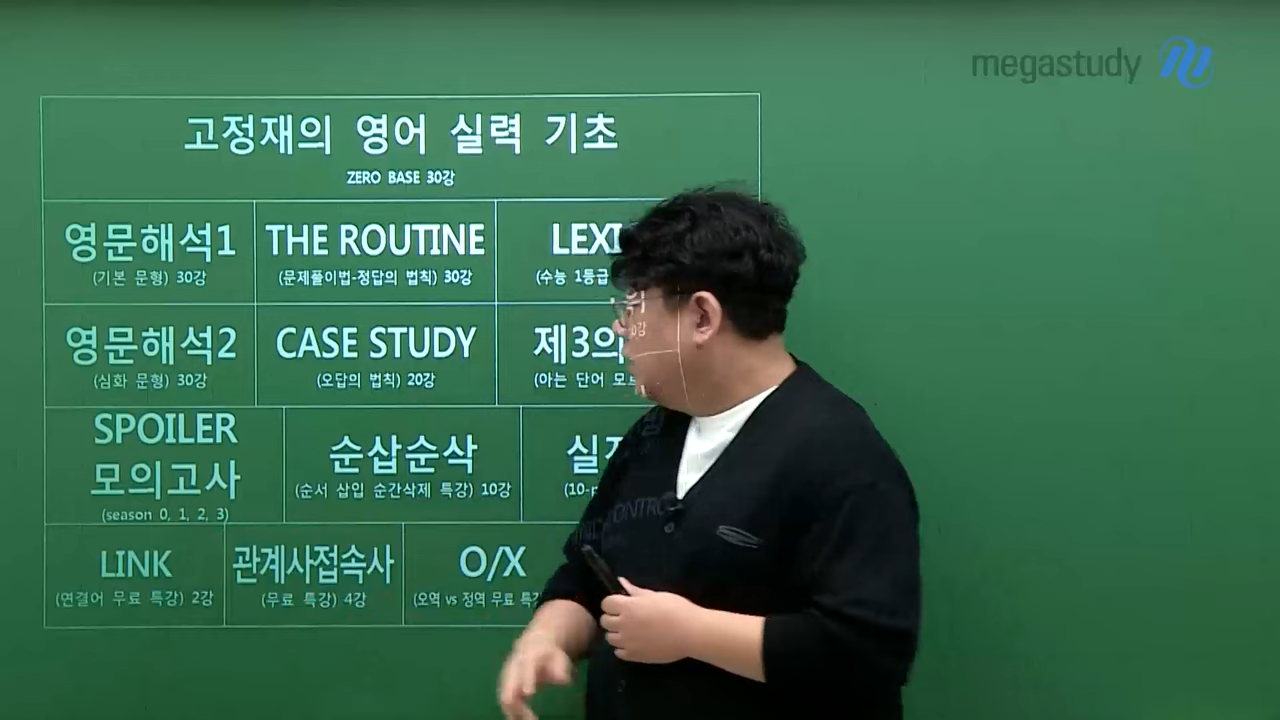 megastudy
고정재의 영어 실력 기초
ZERO BASE 30강
영문해석1
(기본 문형) 30강
THE ROUTINE
(문제풀이법-정답의 법칙) 30강
(수능 1등급
영문해석2
(심화 문형) 30강
CASE STUDY
(오답의 법칙) 20강
(아는 단어
SPOILER
모의고사
(season 0, 1, 2, 3)
순삽순삭
(순서 삽입 순간삭제 특강) 10강
LINK
(연결어 무료 특강) 2강
관계사접속사
(무료 특강) 4강
O/X
(오역 vs 정역 무료